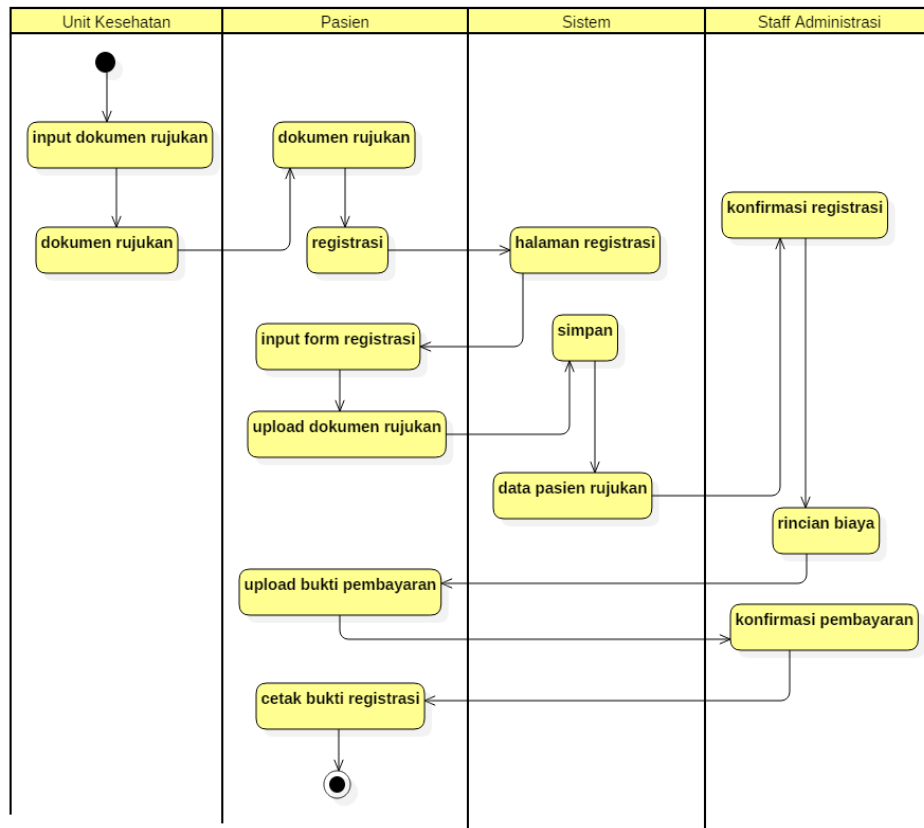 Unit Kesehatan
Pasien
Sistem
Staff Administrasi
input dokumen rujukan
dokumen rujukan
dokumen rujukan
registrasi
halaman registrasi
input form registrasi
upload dokumen rujukan
simpan
data pasien rujukan
konfirmasi registrasi
rincian biaya
upload bukti pembayaran
konfirmasi pembayaran
cetak bukti registrasi